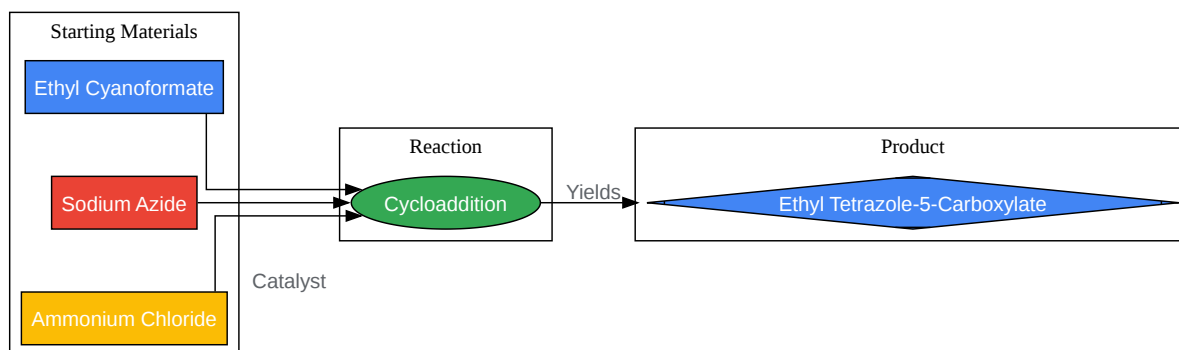 Starting Materials
Ethyl Cyanoformate
Sodium Azide
Ammonium Chloride
Catalyst
Reaction
Cycloaddition
Yields
Product
Ethyl Tetrazole-5-Carboxylate